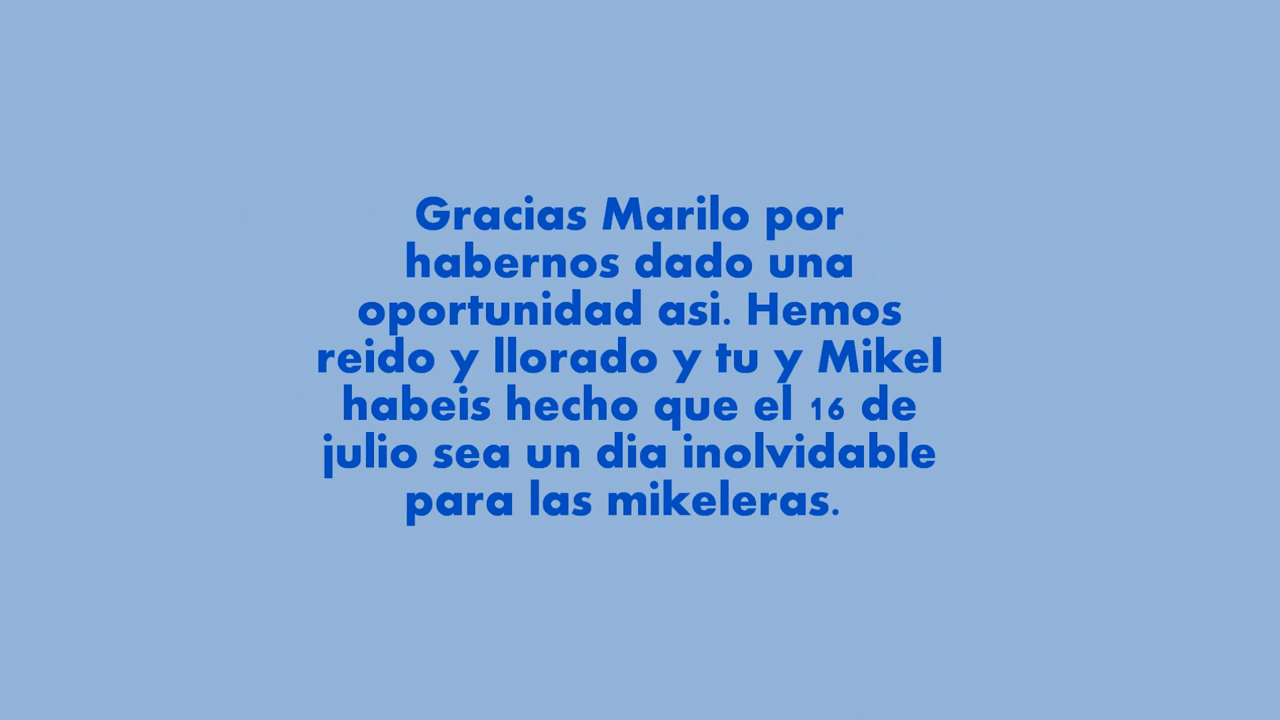 Gracias Marilo por
habernos dado una
oportunidad asi. Hemos
reido y llorado y tu y Mikel
habeis hecho que el 16 de
julio sea un dia inolvidable
para las mikeleras.